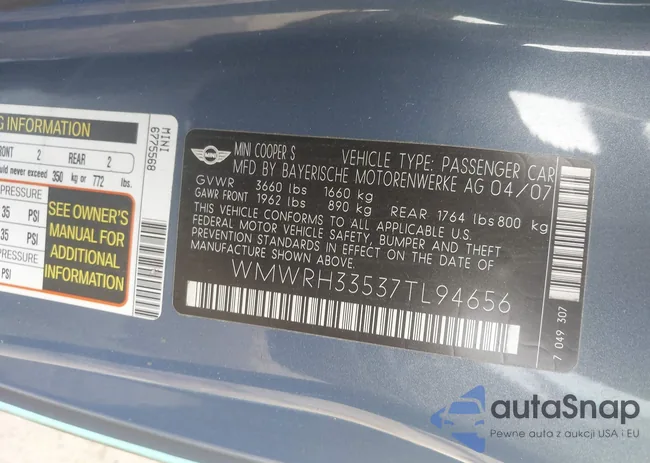 G INFORMATION
RONT 2 REAR 2
ould never exceed 350 kg or 772 lbs.
PRESSURE
35 PSI
35 PSI
PRESSURE
PSI
SEE OWNER'S
MANUAL FOR
ADDITIONAL
INFORMATION
MINI
6775568
MINI
MINI COOPER S VEHICLE TYPE: PASSENGER CAR
MFD BY BAYERISCHE MOTORENWERKE AG 04/07
GVWR 3660 lbs 1660 kg
GAWR FRONT 1962 lbs 890 kg REAR 1764 lbs 800 kg
THIS VEHICLE CONFORMS TO ALL APPLICABLE U.S.
FEDERAL MOTOR VEHICLE SAFETY, BUMPER AND THEFT
PREVENTION STANDARDS IN EFFECT ON THE DATE OF
MANUFACTURE SHOWN ABOVE.
WMWRH33537TL94656
7 049 307
autaSnap
Pewne auta z aukcji USA i EU